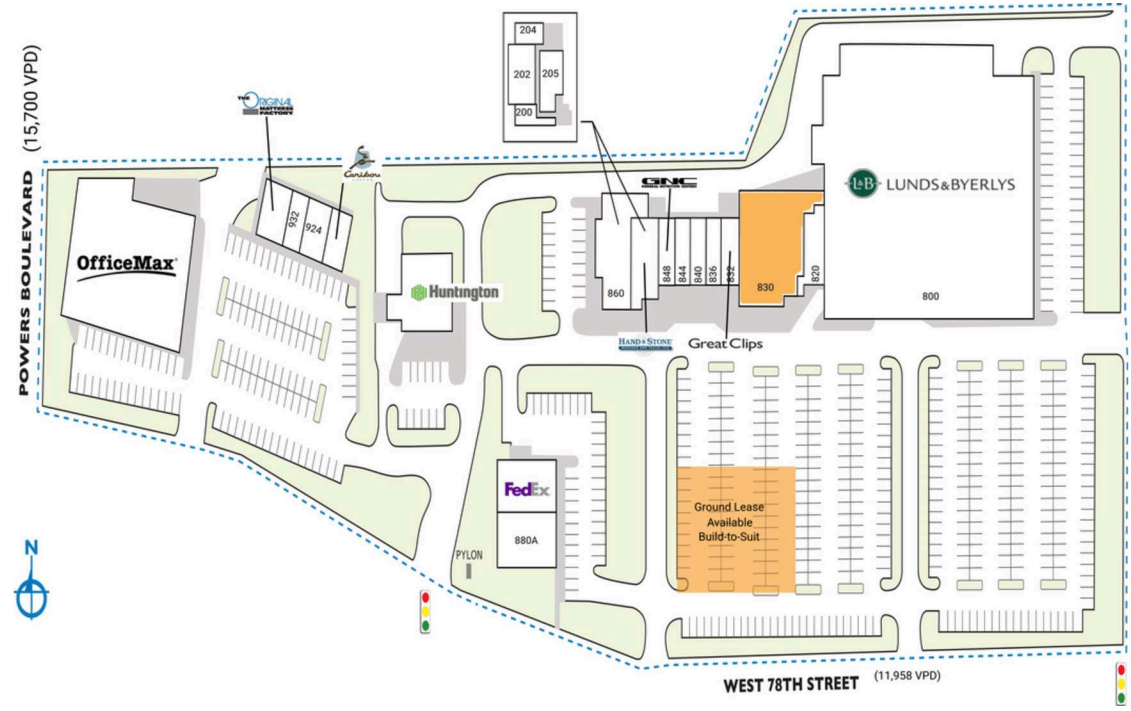 204
202
205
200
(15,700 VPD)
POWERS BOULEVARD
THE ORIGINAL
MATTRESS
FACTORY
Caribou
COFFEE
932
924
OfficeMax
Huntington
GNC
L&B
LUNDS & BYERLYS
860
848
844
840
836
832
830
820
800
HAND & STONE
Great Clips
FedEx
880A
PYLON
Ground Lease
Available
Build-to-Suit
N
WEST 78TH STREET
(11,958 VPD)